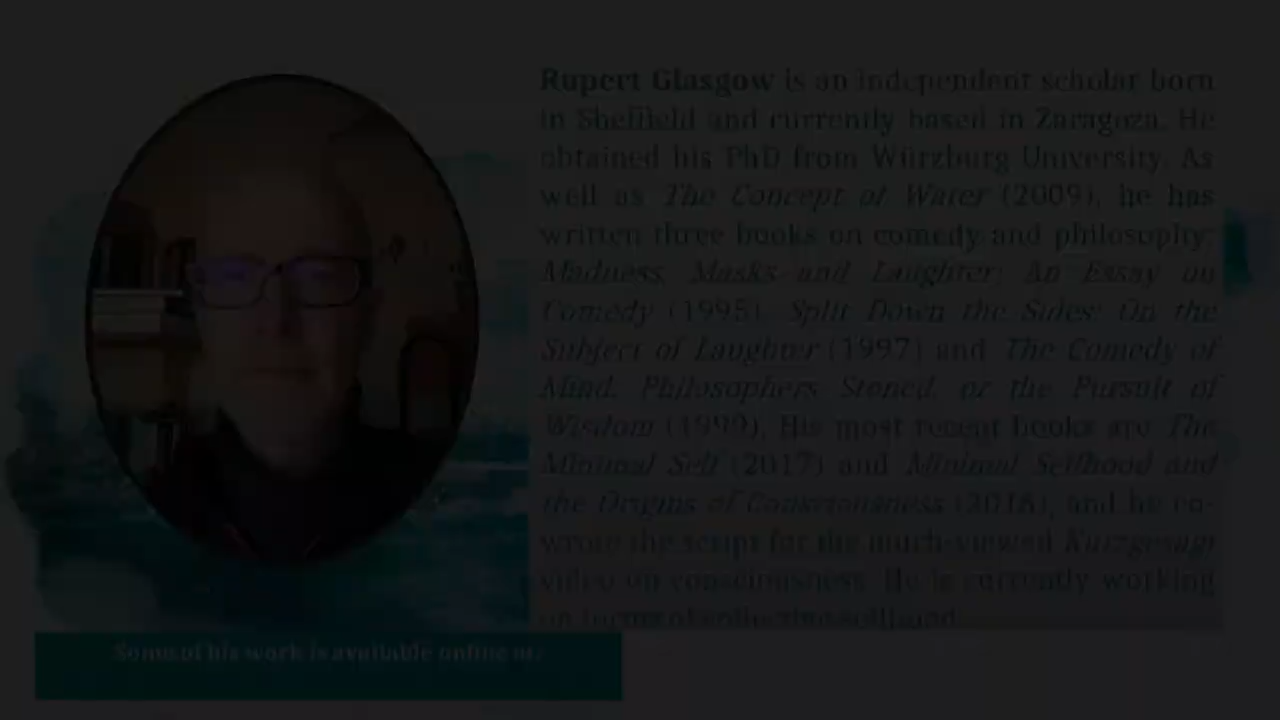 Rupert Glasgow is an independent scholar born
in Sheffield and currently based in Zaragoza. He
obtained his PhD from Würzburg University. As
well as The Concept of Water (2009), he has
written three books on comedy and philosophy:
Madness, Masks and Laughter: An Essay on
Comedy (1995), Split Down the Sides: On the
Subject of Laughter (1997) and The Comedy of
Mind: Philosophers Stoned, or the Pursuit of
Wisdom (1999). His most recent books are The
Minimal Self (2017) and Minimal Selfhood and
the Origins of Consciousness (2018), and he co-
wrote the script for the much-viewed Kurzgesagt
video on consciousness. He is currently working
on forms of collective selfhood.
Some of his work is available online at: